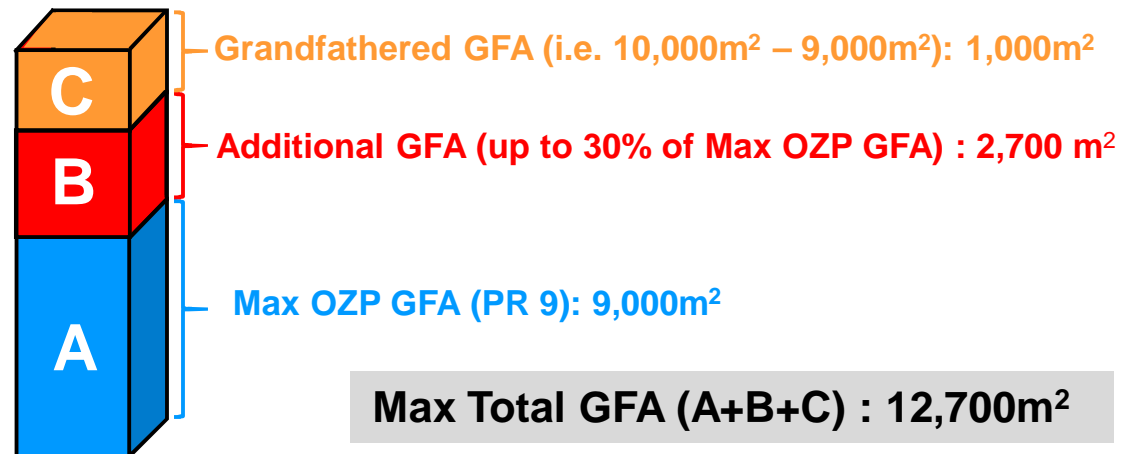 C
Grandfathered GFA (i.e. 10,000m² – 9,000m²): 1,000m²
B
Additional GFA (up to 30% of Max OZP GFA) : 2,700 m²
Max OZP GFA (PR 9): 9,000m²
A
Max Total GFA (A+B+C) : 12,700m²